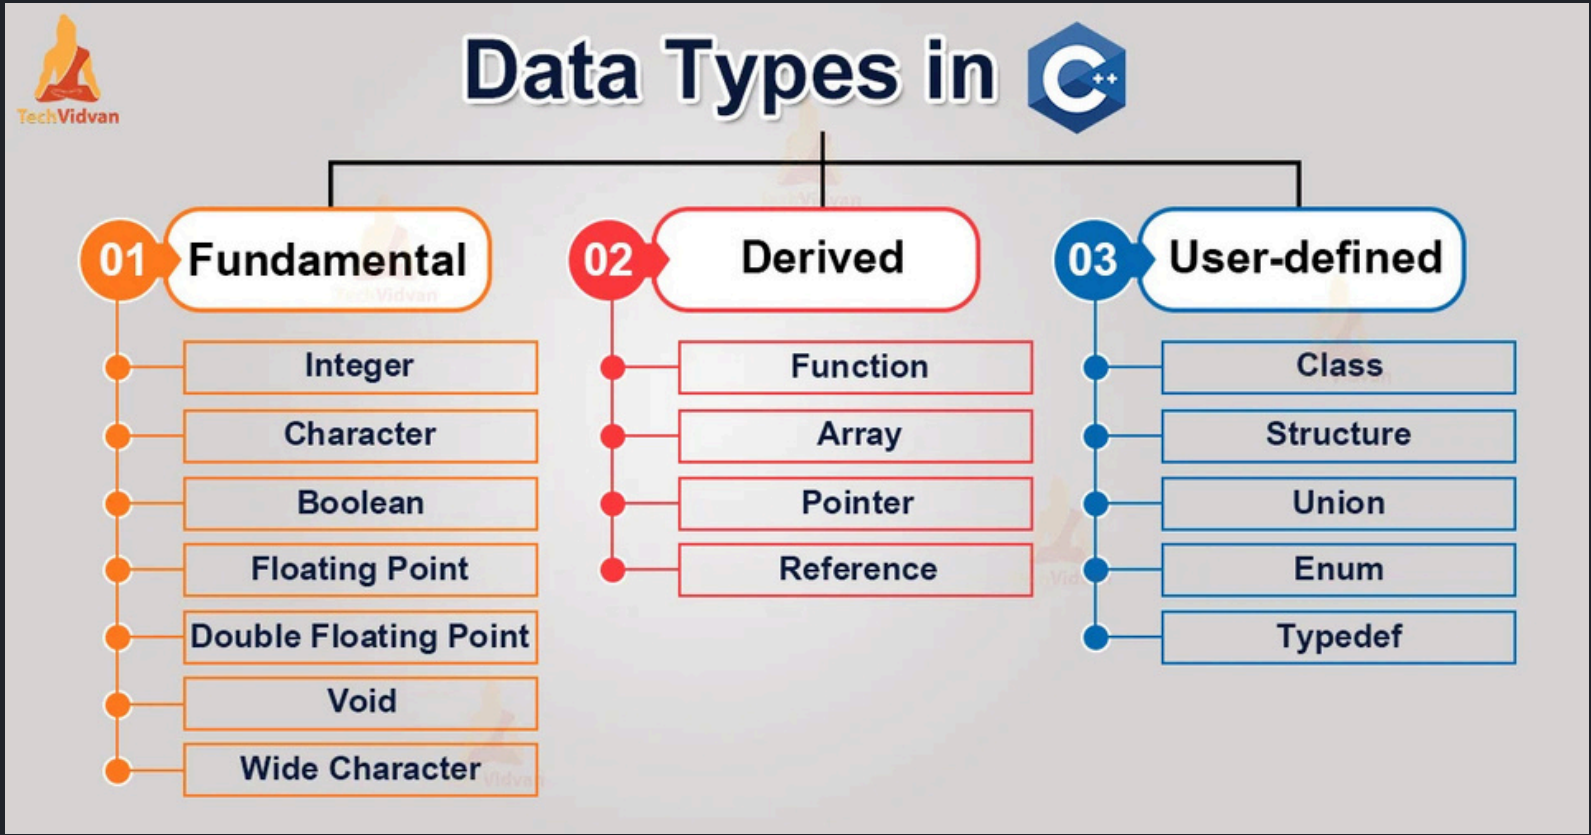 TechVidvan
Data Types in C++
01 Fundamental
Integer
Character
Boolean
Floating Point
Double Floating Point
Void
Wide Character
02 Derived
Function
Array
Pointer
Reference
03 User-defined
Class
Structure
Union
Enum
Typedef